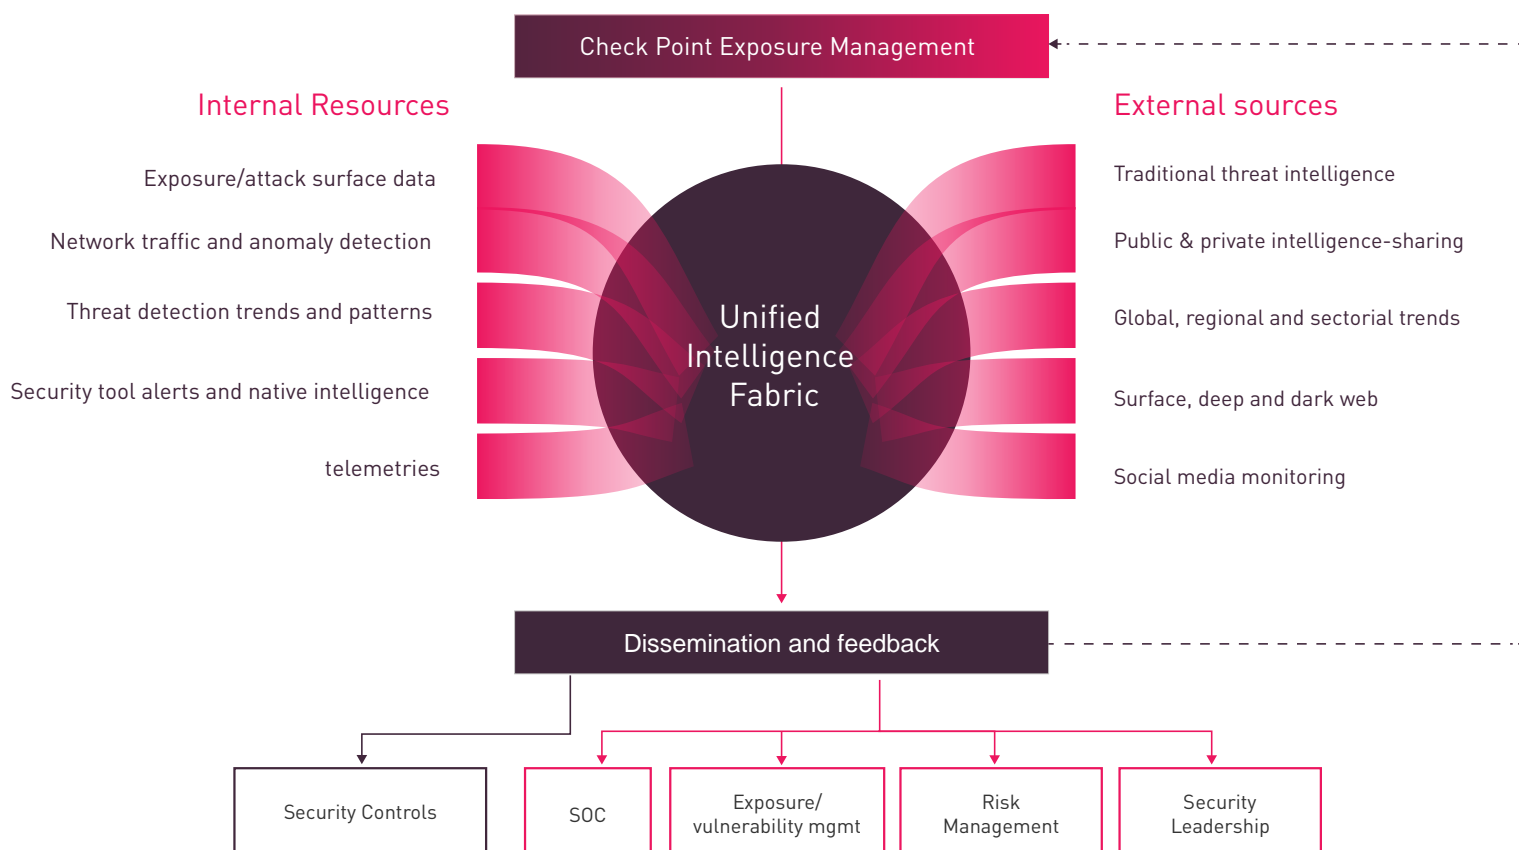 Check Point Exposure Management
Internal Resources
Exposure/attack surface data
Network traffic and anomaly detection
Threat detection trends and patterns
Security tool alerts and native intelligence
telemetries
Unified
Intelligence
Fabric
External sources
Traditional threat intelligence
Public & private intelligence-sharing
Global, regional and sectorial trends
Surface, deep and dark web
Social media monitoring
Dissemination and feedback
Security Controls
SOC
Exposure/
vulnerability mgmt
Risk
Management
Security
Leadership